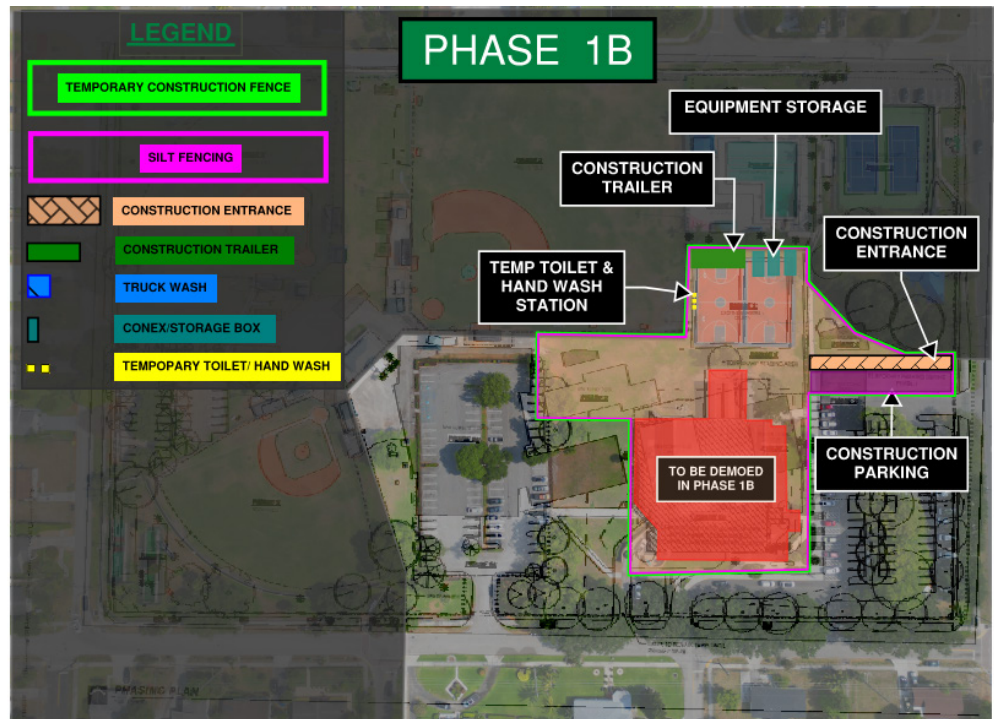 LEGEND
TEMPORARY CONSTRUCTION FENCE
SILT FENCING
CONSTRUCTION ENTRANCE
CONSTRUCTION TRAILER
TRUCK WASH
CONEX/STORAGE BOX
TEMPOPARY TOILET/ HAND WASH
PHASE 1B
EQUIPMENT STORAGE
CONSTRUCTION
TRAILER
CONSTRUCTION
ENTRANCE
TEMP TOILET &
HAND WASH
STATION
CONSTRUCTION
PARKING
TO BE DEMOED
IN PHASE 1B
PHASING PLAN